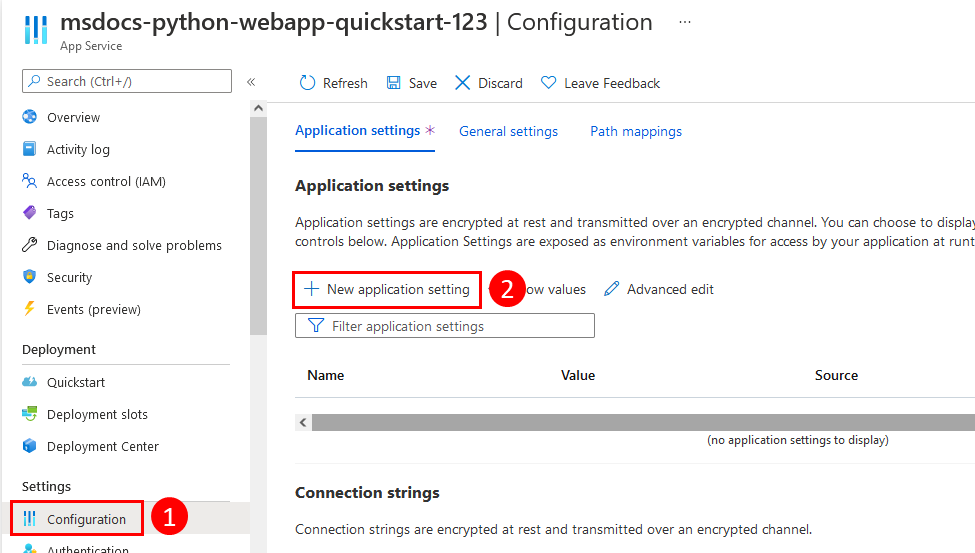 msdocs-python-webapp-quickstart-123 | Configuration ...
App Service
Search (Ctrl+/)
«
Overview
Activity log
Access control (IAM)
Tags
Diagnose and solve problems
Security
Events (preview)
Deployment
Quickstart
Deployment slots
Deployment Center
Settings
Configuration
1
Authentication
Refresh Save Discard Leave Feedback
Application settings * General settings Path mappings
Application settings
Application settings are encrypted at rest and transmitted over an encrypted channel. You can choose to display
controls below. Application Settings are exposed as environment variables for access by your application at runt
New application setting 2 ow values Advanced edit
Filter application settings
Name Value Source
(no application settings to display)
Connection strings
Connection strings are encrypted at rest and transmitted over an encrypted channel.